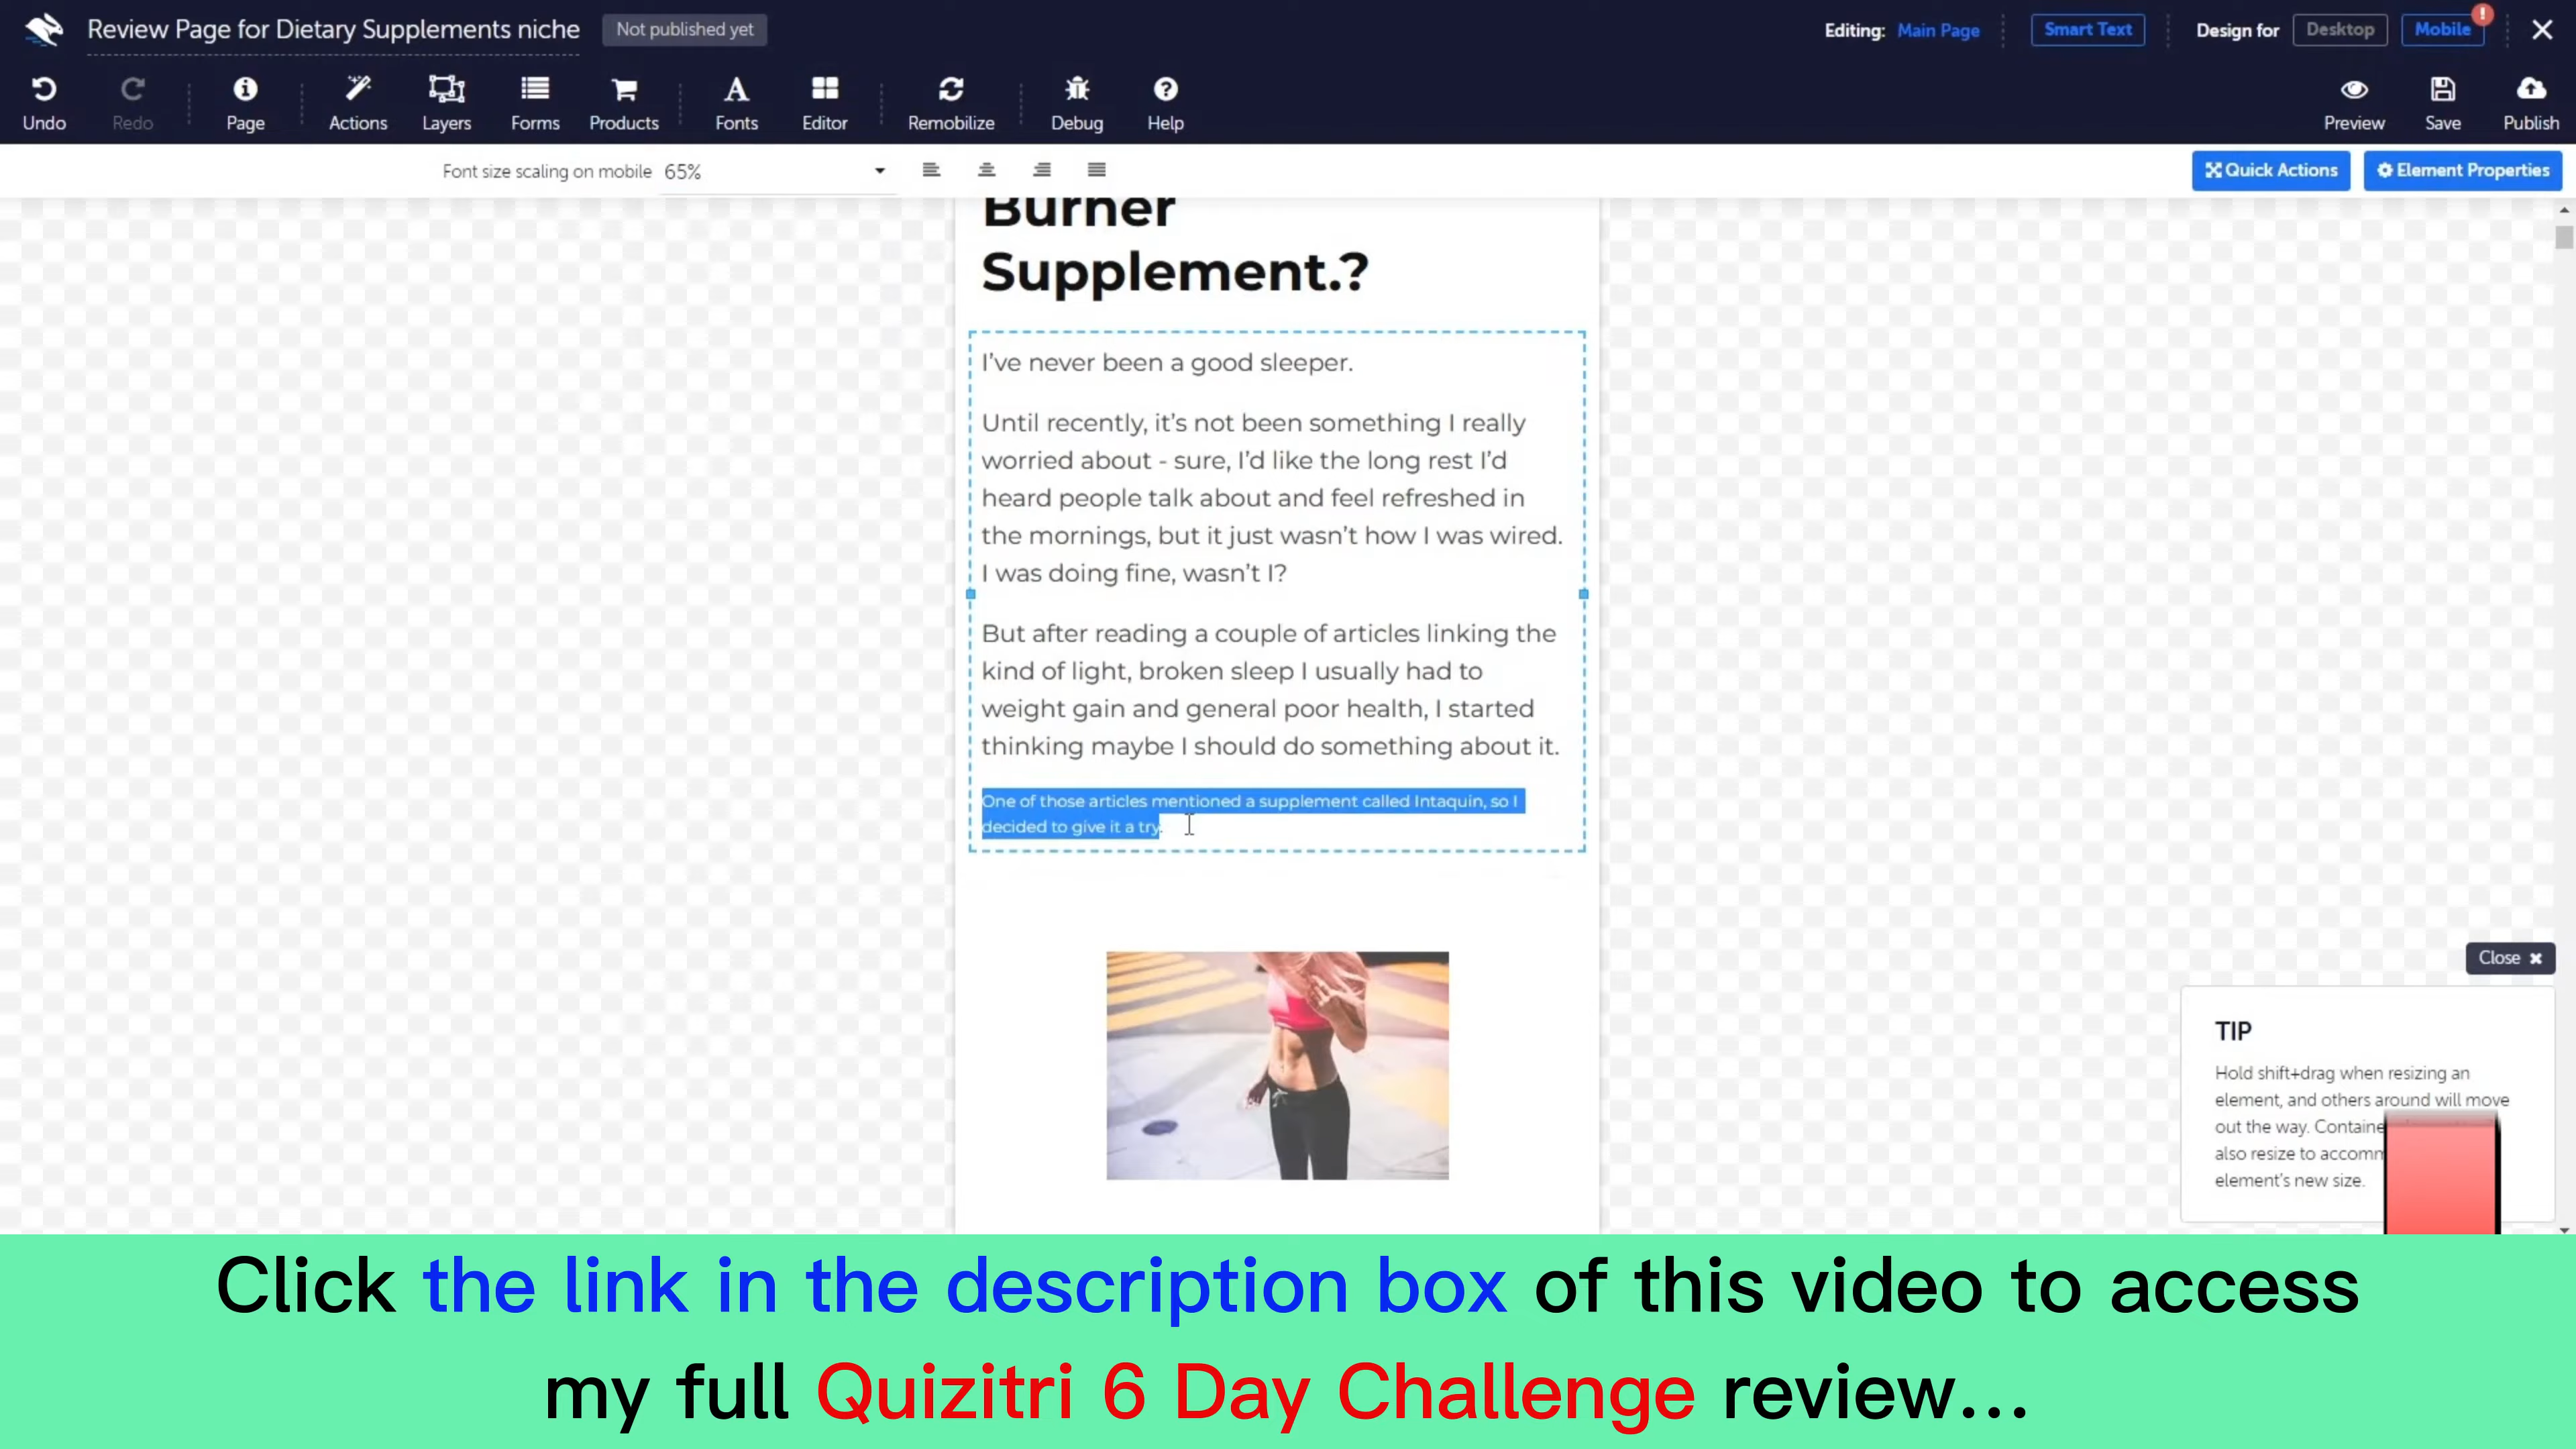 Review Page for Dietary Supplements niche
Not published yet
Editing: Main Page
Smart Text
Design for
Desktop
Mobile
!
Undo
Redo
Page
Actions
Layers
Forms
Products
Fonts
Editor
Remobilize
Debug
Help
Preview
Save
Publish
Font size scaling on mobile 65%
Quick Actions
Element Properties
Burner
Supplement.?
I've never been a good sleeper.
Until recently, it's not been something I really
worried about - sure, I'd like the long rest I'd
heard people talk about and feel refreshed in
the mornings, but it just wasn't how I was wired.
I was doing fine, wasn't I?
But after reading a couple of articles linking the
kind of light, broken sleep I usually had to
weight gain and general poor health, I started
thinking maybe I should do something about it.
One of those articles mentioned a supplement called Intaquin, so I
decided to give it a try.
Close
TIP
Hold shift+drag when resizing an
element, and others around will move
out the way.
also resize to
element's new size.
Click the link in the description box of this video to access
my full Quizitri 6 Day Challenge review...